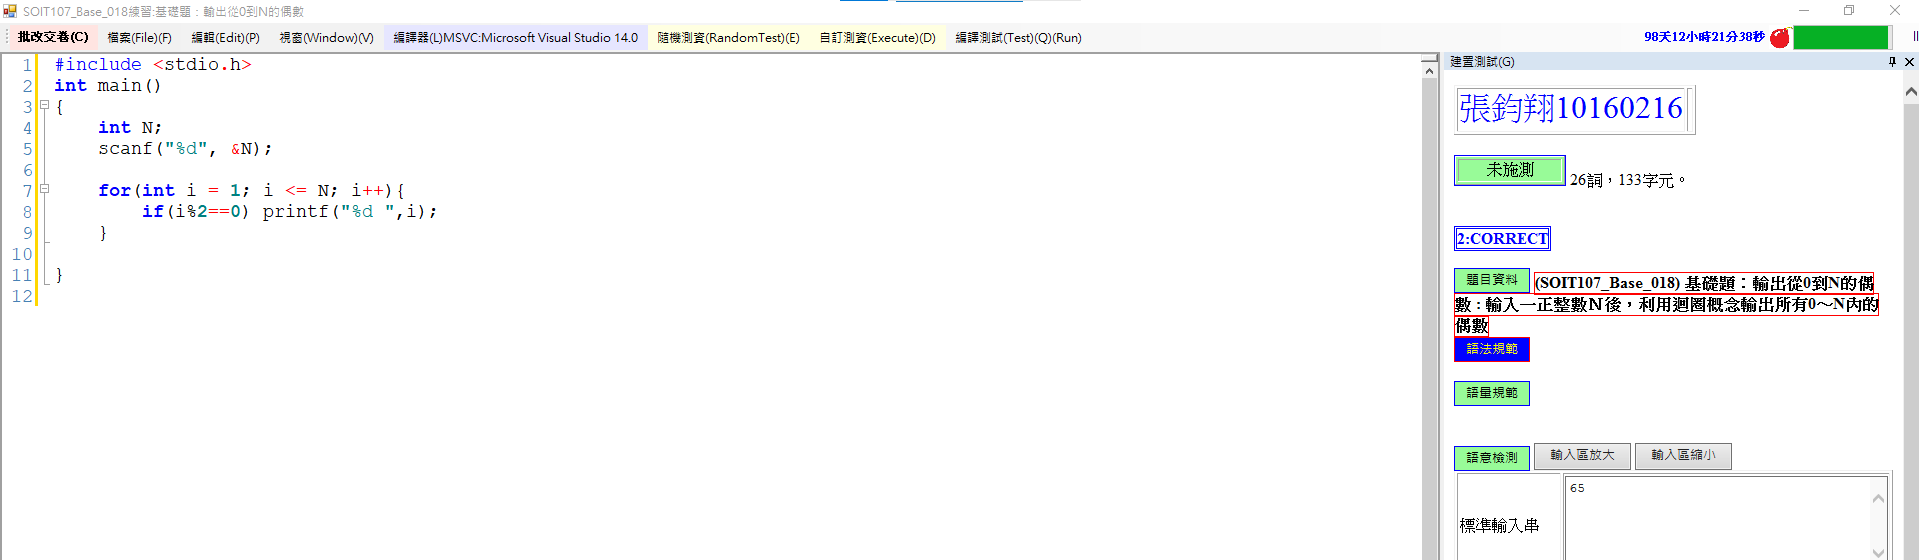 SOIT107_Base_018練習:基礎題：輸出從0到N的偶數
批改交卷(C) 檔案(File)(F) 編輯(Edit)(P) 視窗(Window)(V) 編譯器(L)MSVC:Microsoft Visual Studio 14.0 隨機測資(RandomTest)(E) 自訂測資(Execute)(D) 編譯測試(Test)(Q)(Run) 98天12小時21分38秒
1 #include <stdio.h>
2 int main()
3 {
4 int N;
5 scanf("%d", &N);
6
7 for(int i = 1; i <= N; i++){
8 if(i%2==0) printf("%d ",i);
9 }
10
11 }
12
建置測試(G)
張鈞翔10160216
未施測 26詞，133字元。
2:CORRECT
題目資料 (SOIT107_Base_018) 基礎題：輸出從0到N的偶
數：輸入一正整數Ｎ後，利用迴圈概念輸出所有0～N內的
偶數
語法規範
語量規範
語意檢測 輸入區放大 輸入區縮小
65
標準輸入串